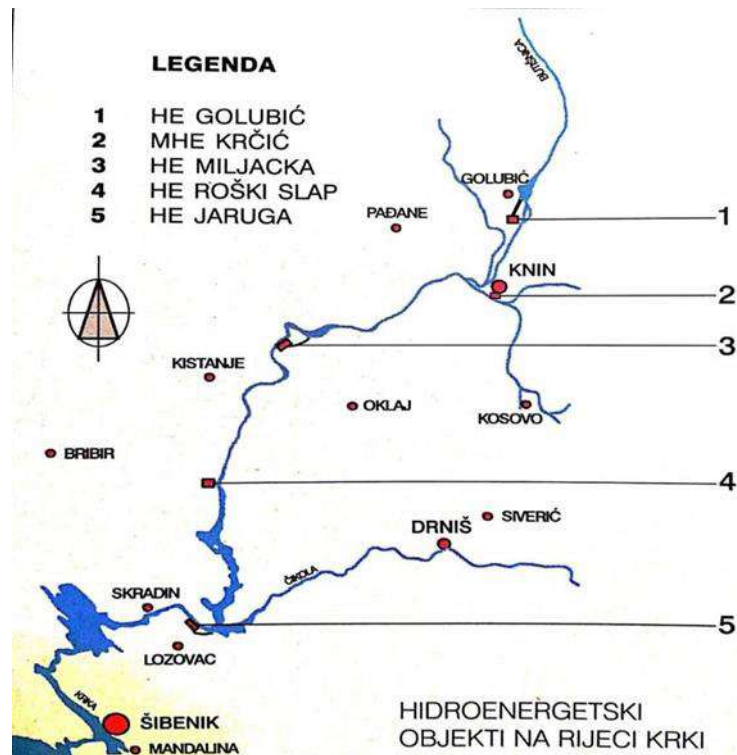 LEGENDA
1 HE GOLUBIĆ
2 MHE KRČIĆ
3 HE MILJACKA
4 HE ROŠKI SLAP
5 HE JARUGA
BUTIŠNICA
GOLUBIĆ
PAĐANE
1
KNIN
2
3
KISTANJE
OKLAJ
KOSOVO
BRIBIR
4
SIVERIĆ
DRNIŠ
ČIKOLA
SKRADIN
5
LOZOVAC
KRKA
ŠIBENIK
MANDALINA
HIDROENERGETSKI
OBJEKTI NA RIJECI KRKI